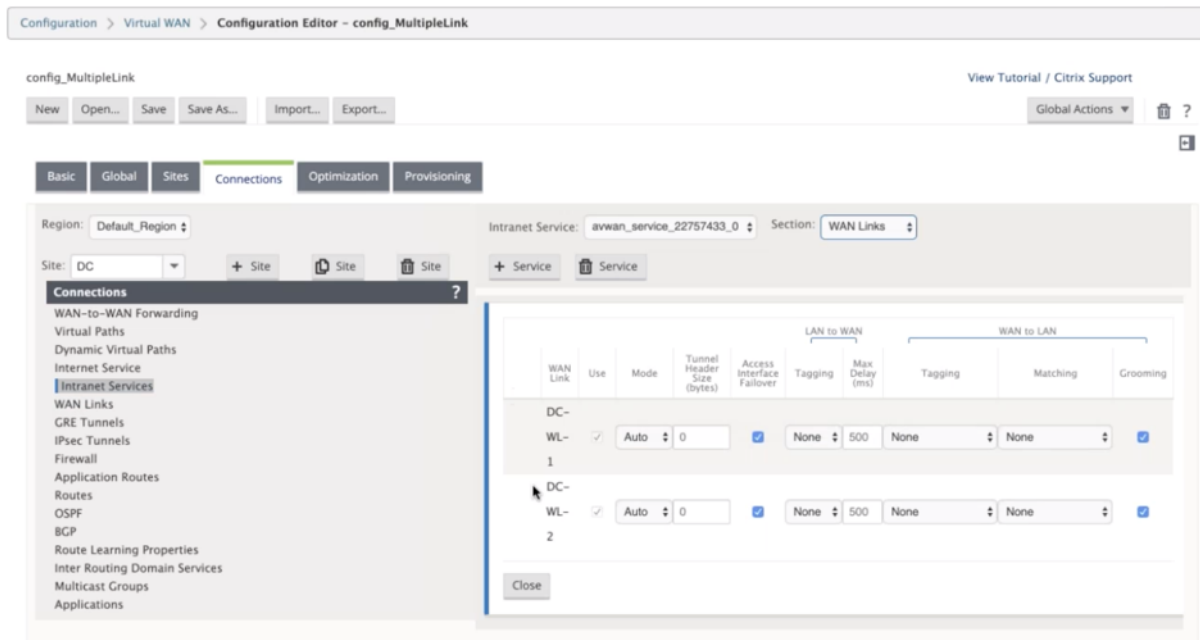 Configuration > Virtual WAN > Configuration Editor - config_MultipleLink
config_MultipleLink
View Tutorial / Citrix Support
New Open... Save Save As... Import... Export...
Global Actions
?
Basic Global Sites Connections Optimization Provisioning
Region: Default_Region
Site: DC + Site Site Site
Connections ?
WAN-to-WAN Forwarding
Virtual Paths
Dynamic Virtual Paths
Internet Service
Intranet Services
WAN Links
GRE Tunnels
IPsec Tunnels
Firewall
Application Routes
Routes
OSPF
BGP
Route Learning Properties
Inter Routing Domain Services
Multicast Groups
Applications
Intranet Service: avwan_service_22757433_0 Section: WAN Links
+ Service Service
LAN to WAN WAN to LAN
WAN Link Use Mode Tunnel Header Size (bytes) Access Interface Failover Tagging Max Delay (ms) Tagging Matching Grooming
DC-
WL- Auto 0 None 500 None None
1
DC-
WL- Auto 0 None 500 None None
2
Close